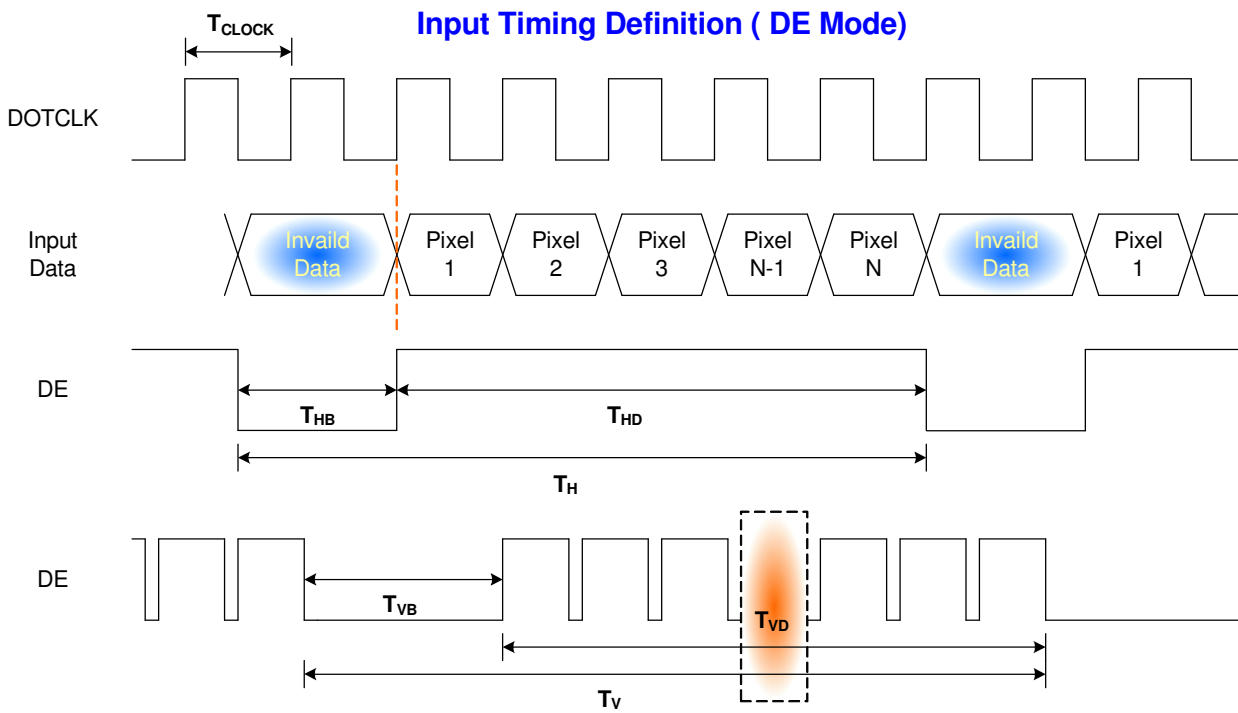 Input Timing Definition ( DE Mode)
TCLOCK
DOTCLK
Input
Data
Invaild
Data
Pixel
1
Pixel
2
Pixel
3
Pixel
N-1
Pixel
N
Invaild
Data
Pixel
1
DE
THB
THD
TH
DE
TVB
TVD
TV